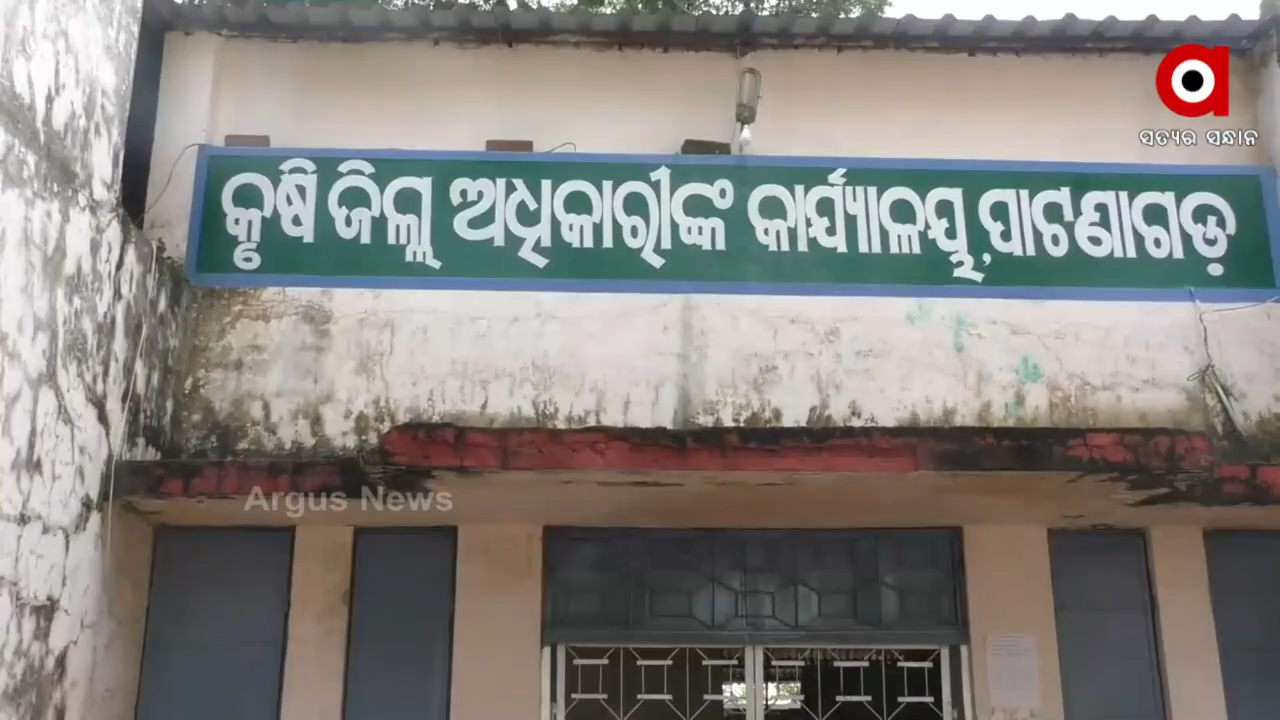 ସତ୍ୟର ସନ୍ଧାନ
କୃଷି ଜିଲ୍ଲା ଅଧିକାରୀଙ୍କ କାର୍ଯ୍ୟାଳୟ, ପାଟଣାଗଡ଼
Argus News